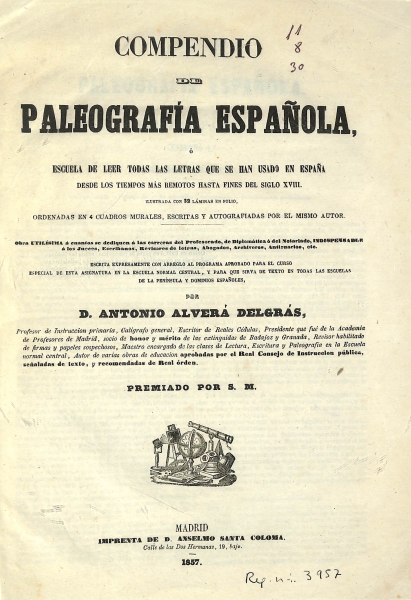 11
8
30
COMPENDIO
DE
PALEOGRAFÍA ESPAÑOLA,
ó
ESCUELA DE LEER TODAS LAS LETRAS QUE SE HAN USADO EN ESPAÑA
DESDE LOS TIEMPOS MÁS REMOTOS HASTA FINES DEL SIGLO XVIII.
ILUSTRADA CON 32 LÁMINAS EN FOLIO,
ORDENADAS EN 4 CUADROS MURALES, ESCRITAS Y AUTOGRAFIADAS POR EL MISMO AUTOR.
Obra UTILÍSIMA á cuantos se dediquen á las carreras del Profesorado, de Diplomática ó del Notariado, INDISPENSABLE
á los Jueces, Escribanos, Revisores de letras, Abogados, Archiveros, Anticuarios, etc.
ESCRITA EXPRESAMENTE CON ARREGLO AL PROGRAMA APROBADO PARA EL CURSO
ESPECIAL DE ESTA ASIGNATURA EN LA ESCUELA NORMAL CENTRAL, Y PARA QUE SIRVA DE TEXTO EN TODAS LAS ESCUELAS
DE LA PENÍNSULA Y DOMINIOS ESPAÑOLES,
POR
D. ANTONIO ALVERÁ DELGRÁS,
Profesor de Instruccion primaria, Calígrafo general, Escritor de Reales Cédulas, Presidente que fué de la Academia
de Profesores de Madrid, socio de honor y mérito de las extinguidas de Badajoz y Granada, Revisor habilitado
de firmas y papeles sospechosos, Maestro encargado de las clases de Lectura, Escritura y Paleografía en la Escuela
normal central, Autor de varias obras de educacion aprobadas por el Real Consejo de Instruccion pública,
señaladas de texto, y recomendadas de Real órden.
PREMIADO POR S. M.
MADRID
IMPRENTA DE D. ANSELMO SANTA COLOMA.
Calle de las Dos Hermanas, 19, bajo.
1857.
Reg. nº. 3957